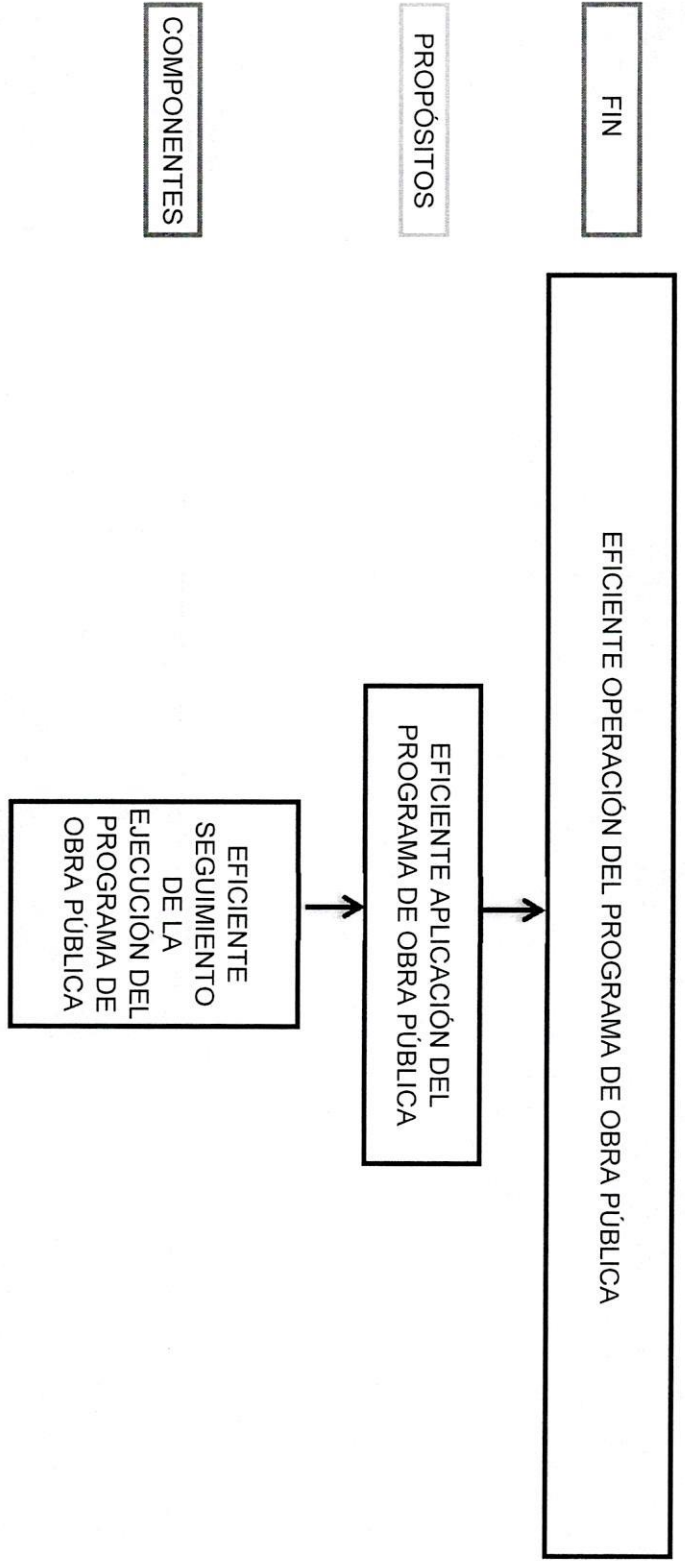 FIN
EFICIENTE OPERACIÓN DEL PROGRAMA DE OBRA PÚBLICA
PROPÓSITOS
EFICIENTE APLICACIÓN DEL
PROGRAMA DE OBRA PÚBLICA
COMPONENTES
EFICIENTE
SEGUIMIENTO
DE LA
EJECUCIÓN DEL
PROGRAMA DE
OBRA PÚBLICA